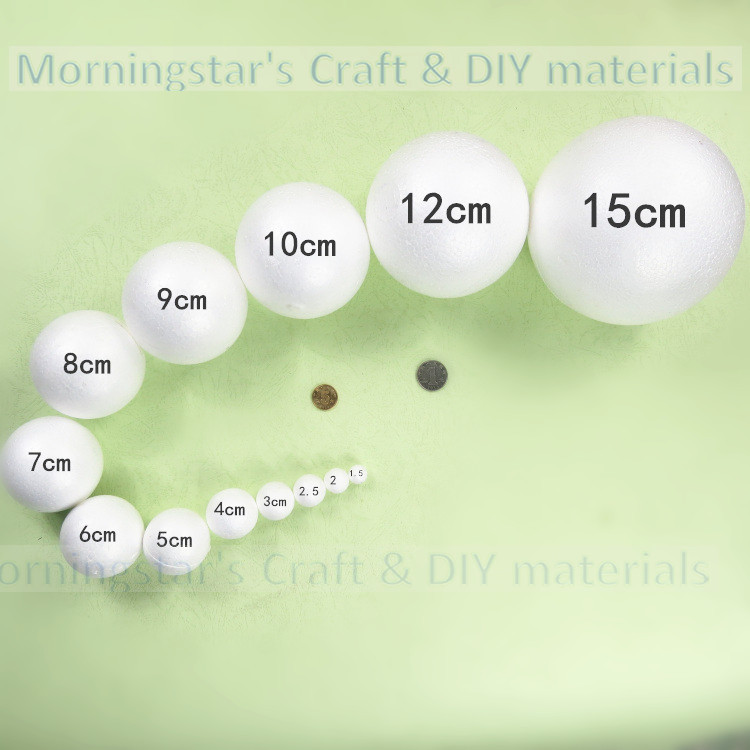 Morningstar's Craft & DIY materials
15cm
12cm
10cm
9cm
8cm
7cm
6cm
5cm
4cm
3cm
2.5
2
1.5
orningstar's Craft & DIY materials